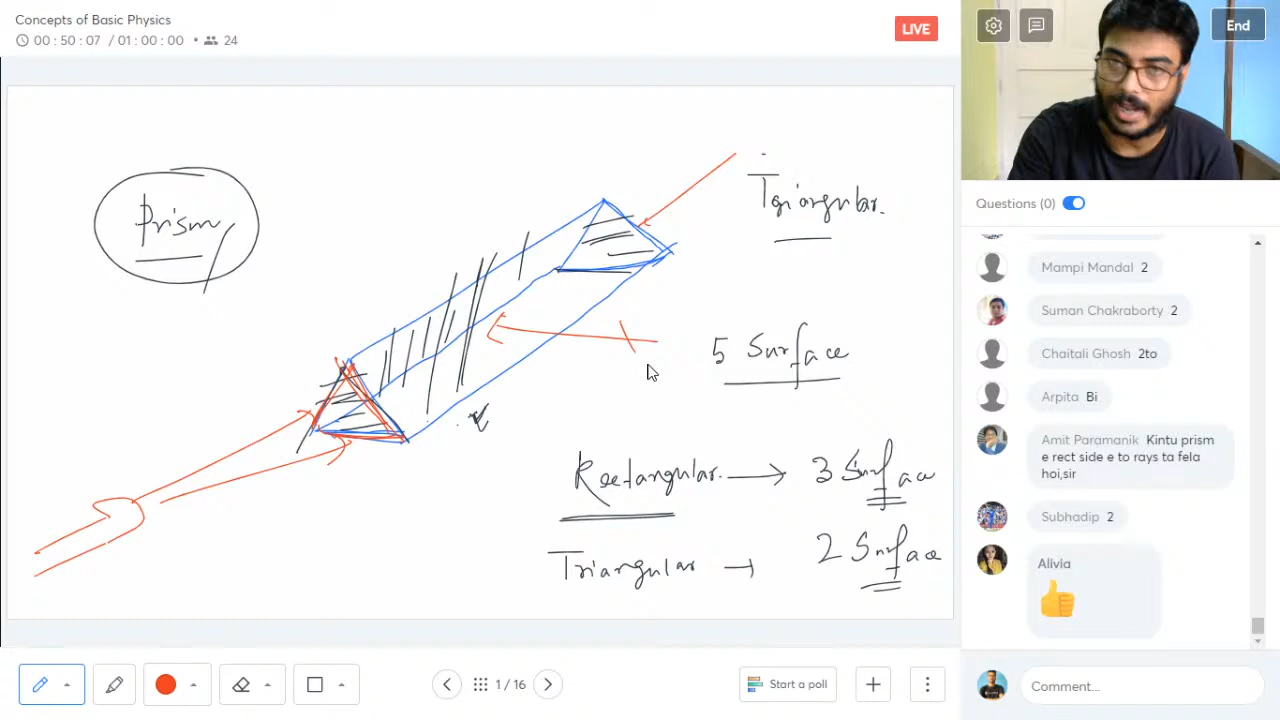 Concepts of Basic Physics
00 : 50 : 07 / 01 : 00 : 00 • 24
LIVE
End
Prism
Triangular.
5 Surface
Rectangular. → 3 Surface
Triangular → 2 Surface
Questions (0)
Mampi Mandal 2
Suman Chakraborty 2
Chaitali Ghosh 2to
Arpita Bi
Amit Paramanik Kintu prism
e rect side e to rays ta fela
hoi,sir
Subhadip 2
Alivia
1 / 16
Start a poll
Comment...